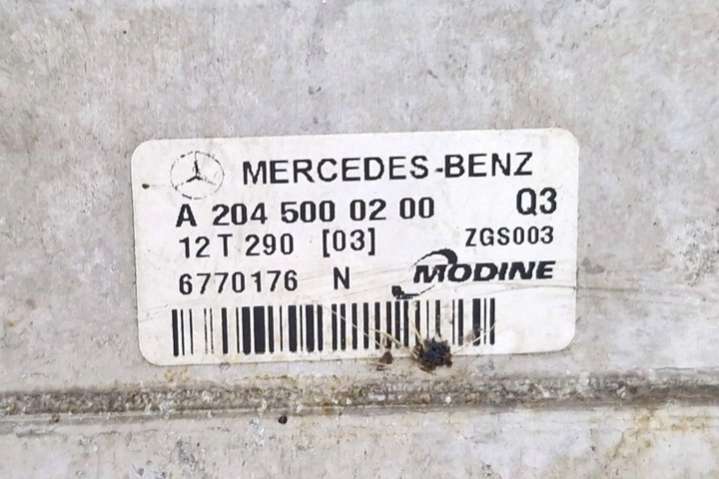 MERCEDES-BENZ
A 204 500 02 00 Q3
12 T 290 [03] ZGS003
6770176 N MODINE